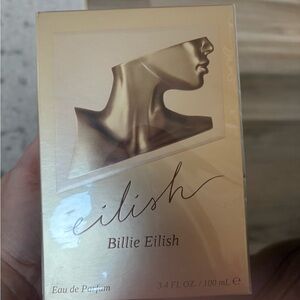 eilish
Billie Eilish
Eau de Parfum
3.4 FL OZ. / 100 mL ℮